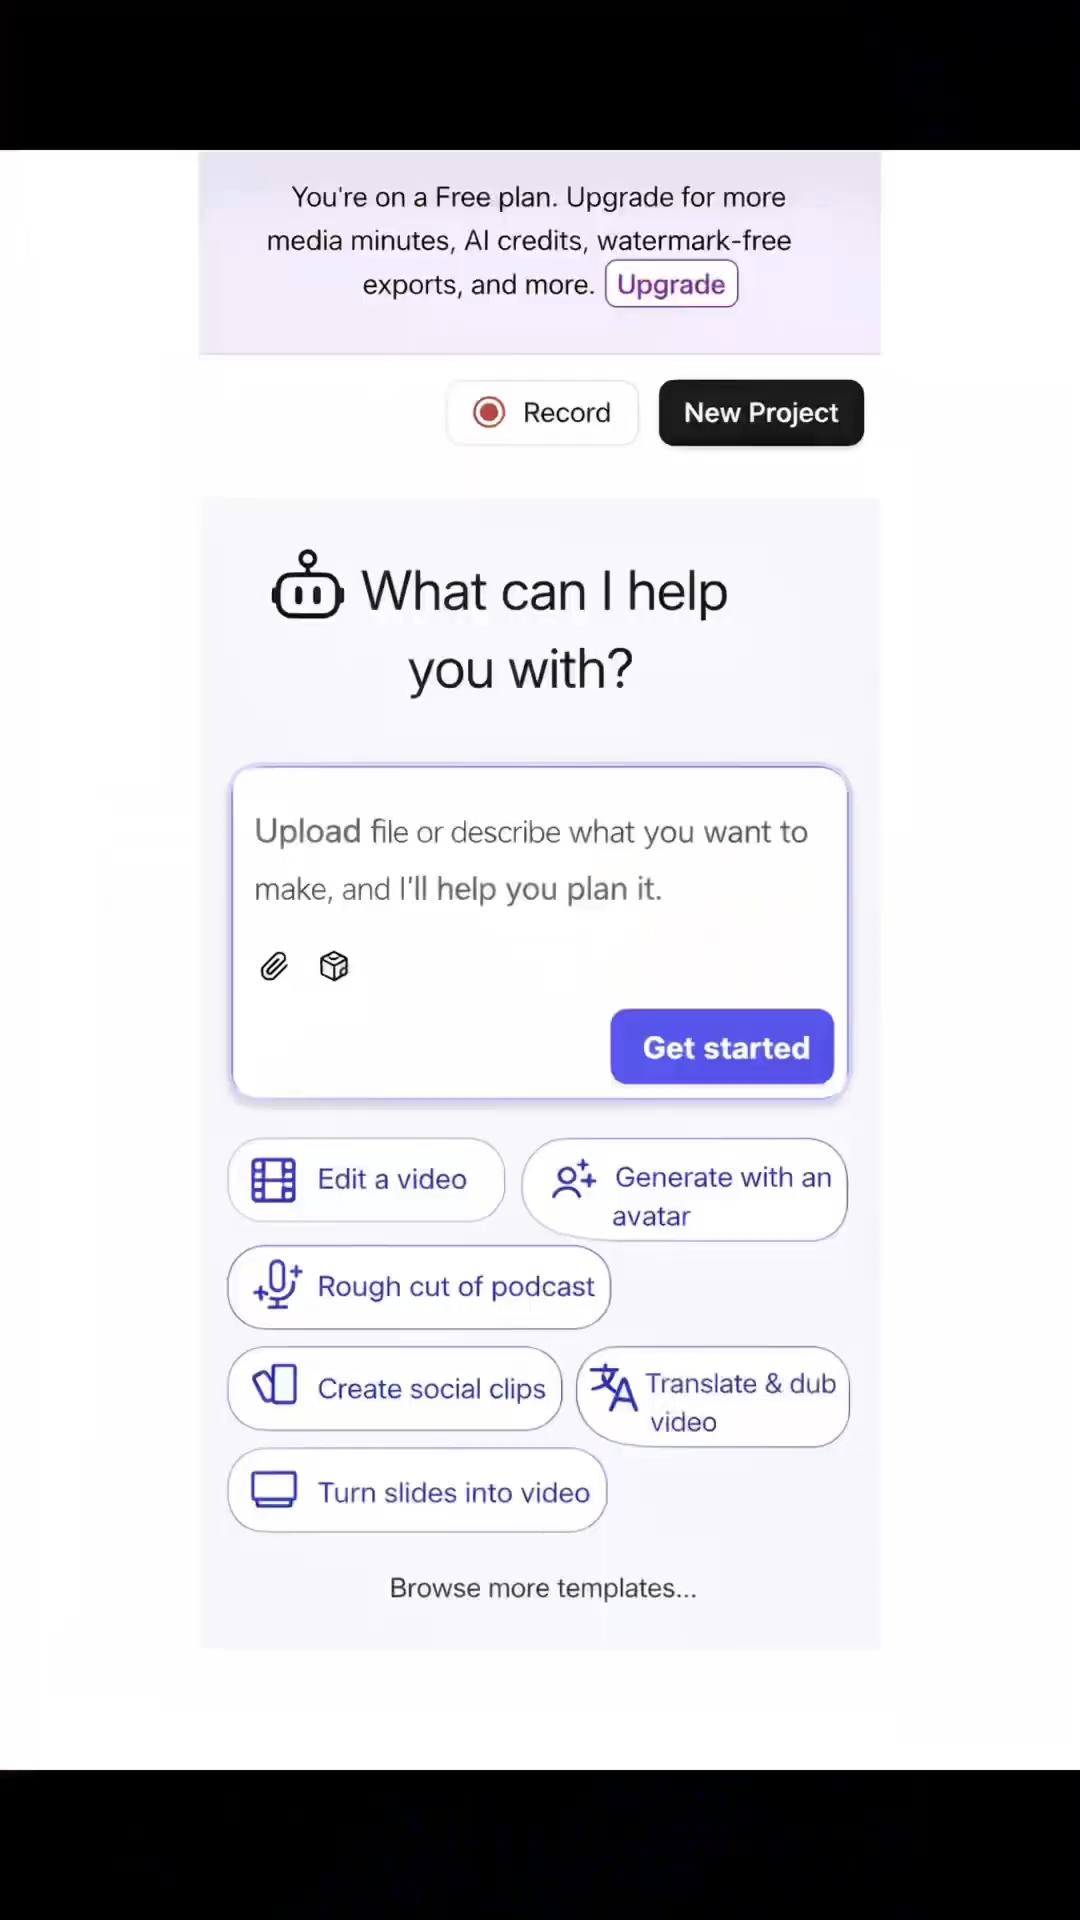 You're on a Free plan. Upgrade for more
media minutes, AI credits, watermark-free
exports, and more. Upgrade
Record
New Project
What can I help
you with?
Upload file or describe what you want to
make, and I'll help you plan it.
Get started
Edit a video
Generate with an
avatar
Rough cut of podcast
Create social clips
Translate & dub
video
Turn slides into video
Browse more templates...